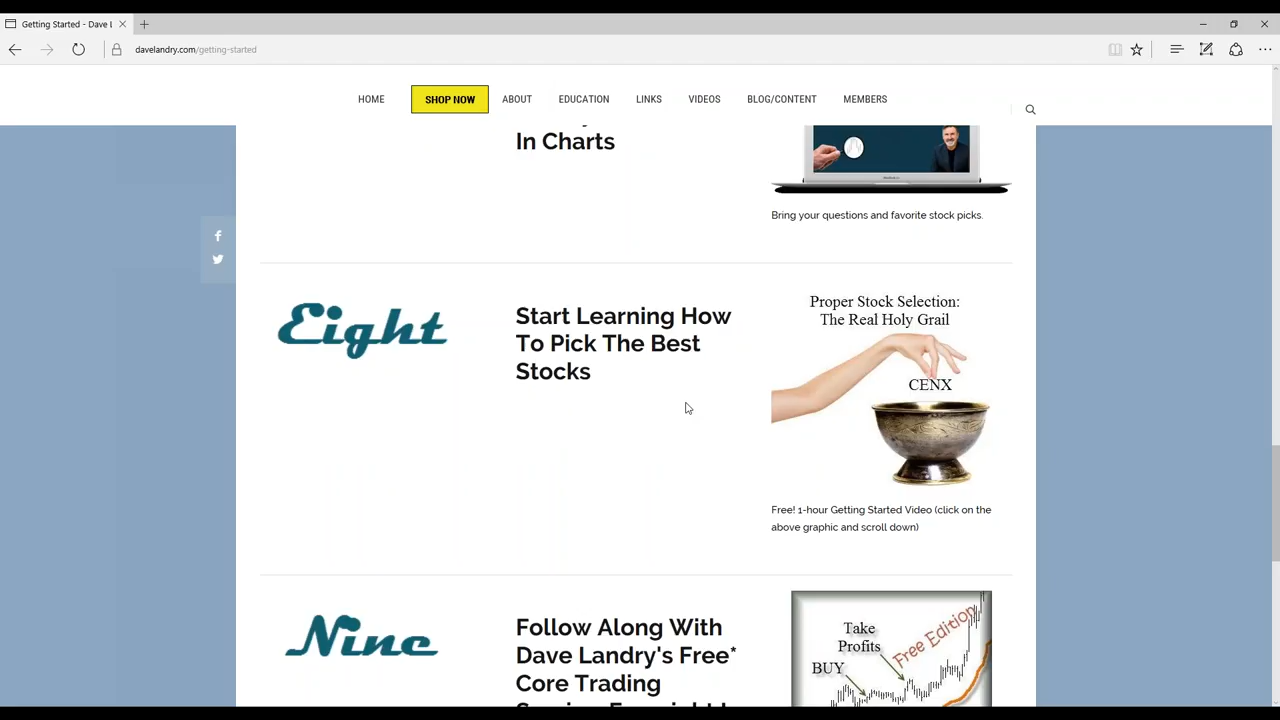 Getting Started - Dave L
davelandry.com/getting-started
HOME
SHOP NOW
ABOUT
EDUCATION
LINKS
VIDEOS
BLOG/CONTENT
MEMBERS
In Charts
Bring your questions and favorite stock picks.
Eight
Start Learning How
To Pick The Best
Stocks
Proper Stock Selection:
The Real Holy Grail
CENX
Free! 1-hour Getting Started Video (click on the
above graphic and scroll down)
Nine
Follow Along With
Dave Landry's Free*
Core Trading
Take
Profits
BUY
Free Edition